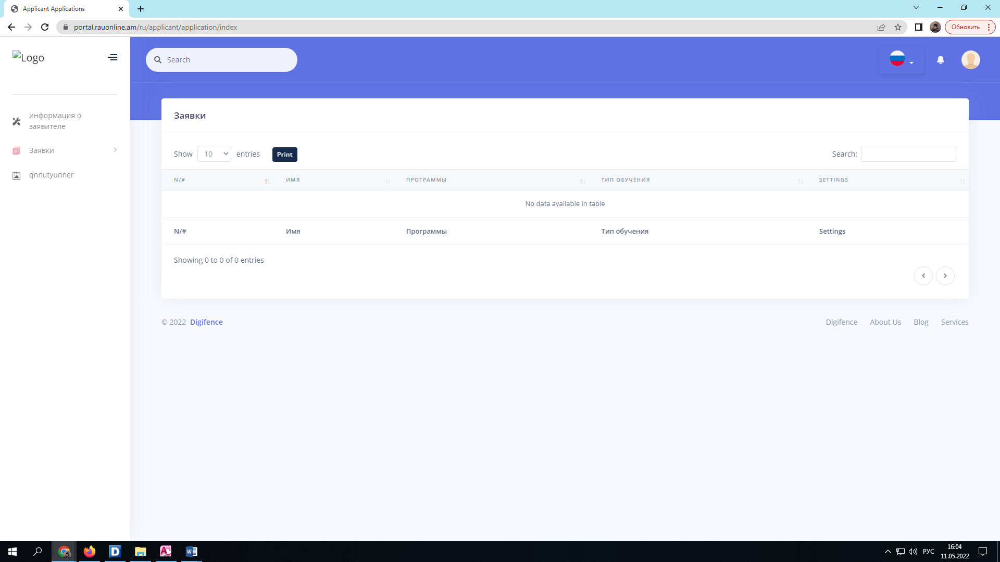 Applicant Applications
portal.rauonline.am/ru/applicant/application/index
Обновить
Logo
Search
информация о
заявителе
Заявки
qnnutyunner
Заявки
Show 10 entries Print Search:
N/# ИМЯ ПРОГРАММЫ ТИП ОБУЧЕНИЯ SETTINGS
No data available in table
N/# Имя Программы Тип обучения Settings
Showing 0 to 0 of 0 entries
© 2022 Digifence Digifence About Us Blog Services
РУС
16:04
11.05.2022